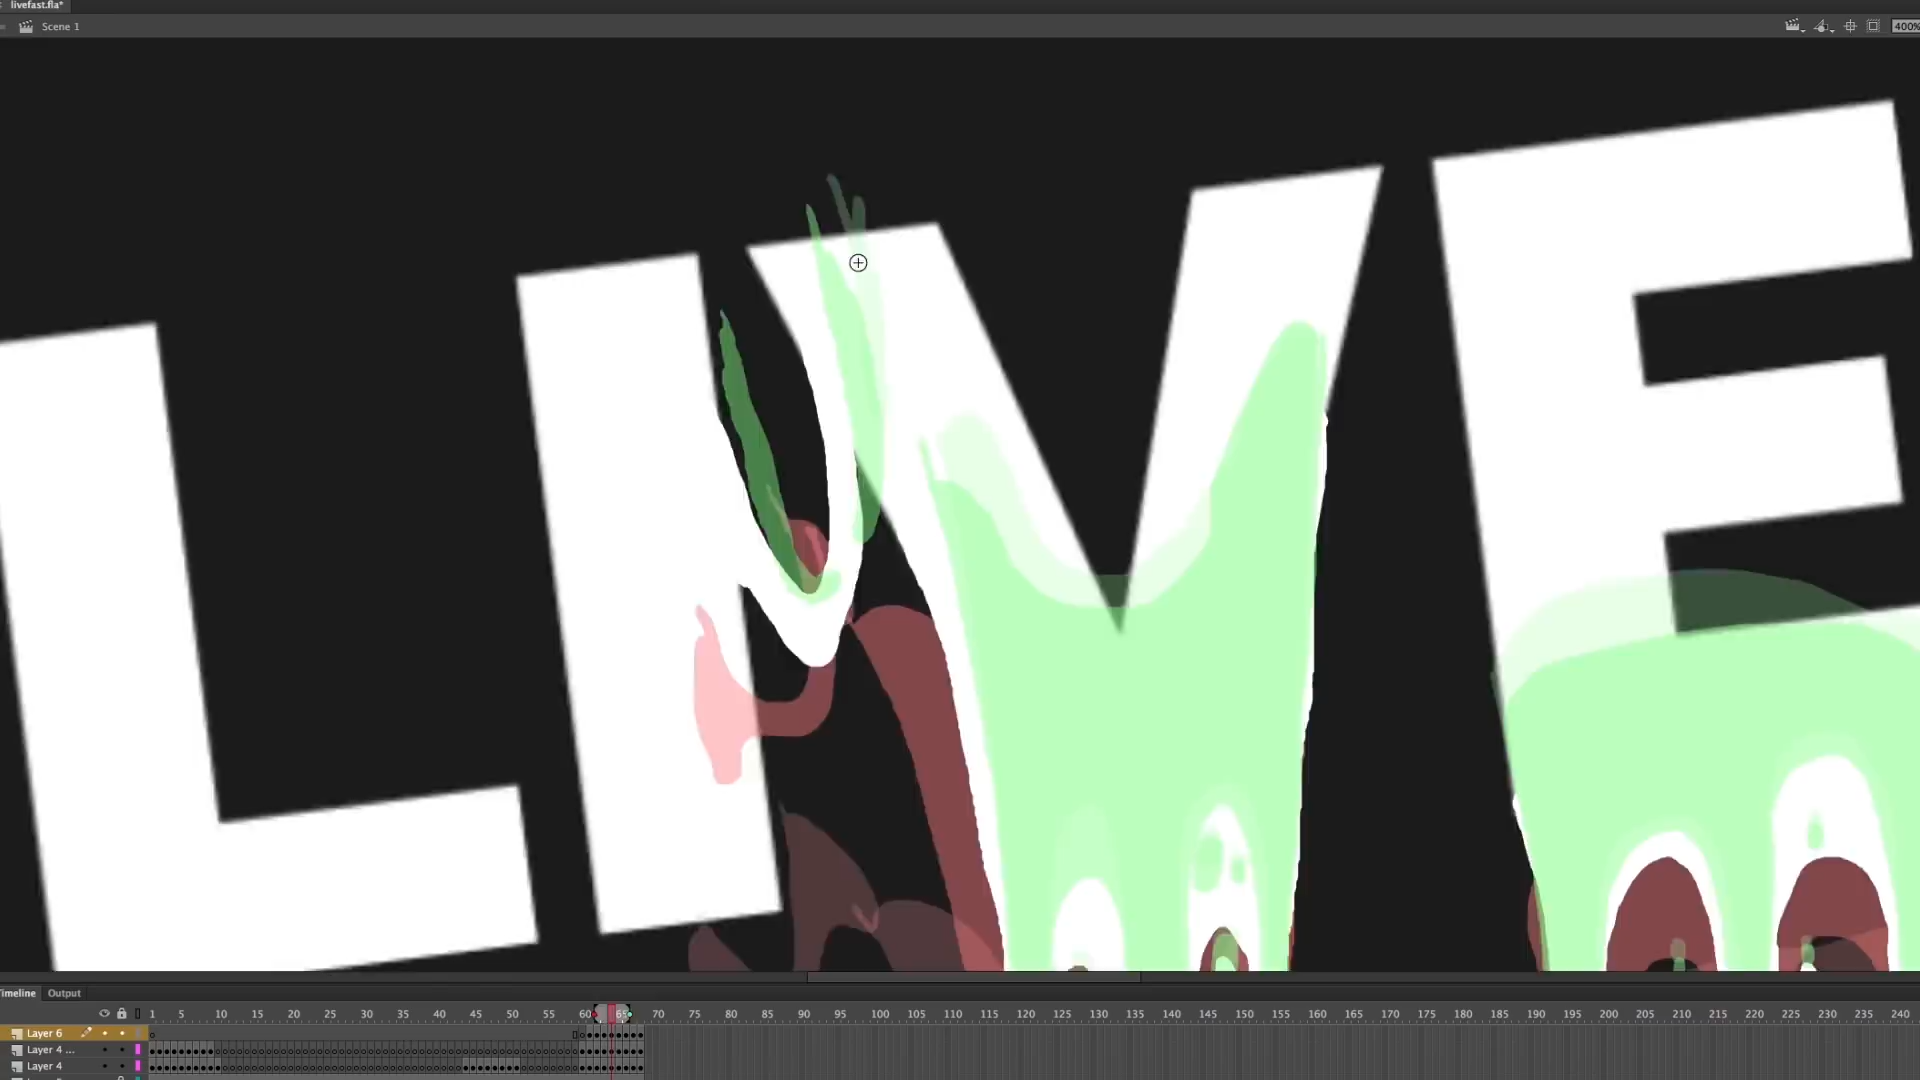 livefast.fla*
Scene 1
400%
LIVE
Timeline
Output
1 5 10 15 20 25 30 35 40 45 50 55 60 65 70 75 80 85 90 95 100 105 110 115 120 125 130 135 140 145 150 155 160 165 170 175 180 185 190 195 200 205 210 215 220 225 230 235 240
Layer 6
Layer 4 ...
Layer 4